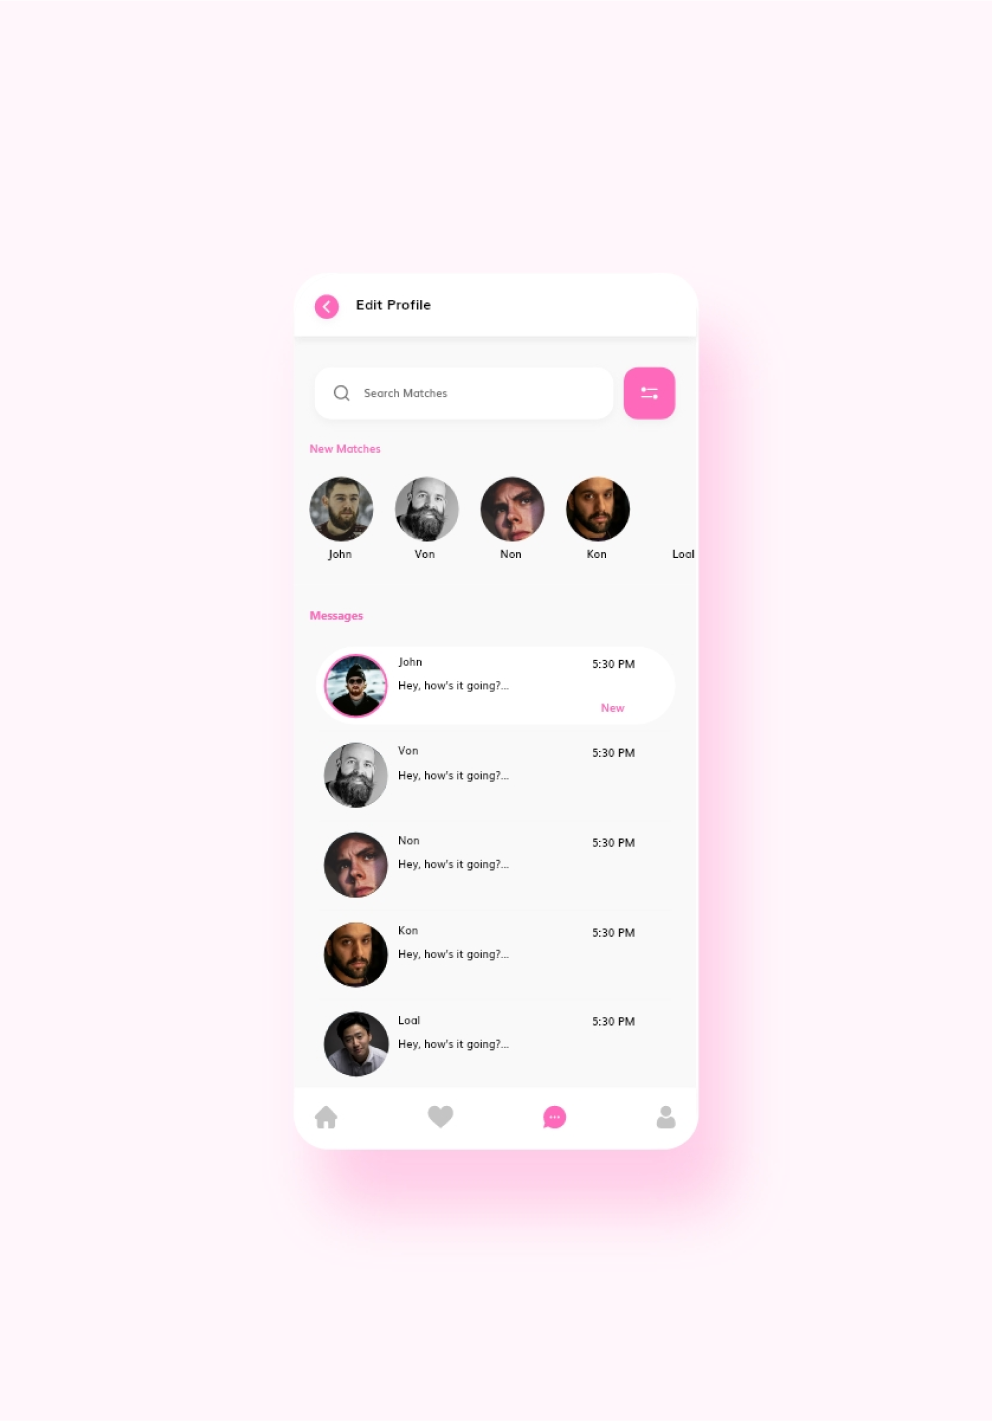 Edit Profile
Search Matches
New Matches
John Von Non Kon Loal
Messages
John 5:30 PM
Hey, how's it going?...
New
Von 5:30 PM
Hey, how's it going?...
Non 5:30 PM
Hey, how's it going?...
Kon 5:30 PM
Hey, how's it going?...
Loal 5:30 PM
Hey, how's it going?...